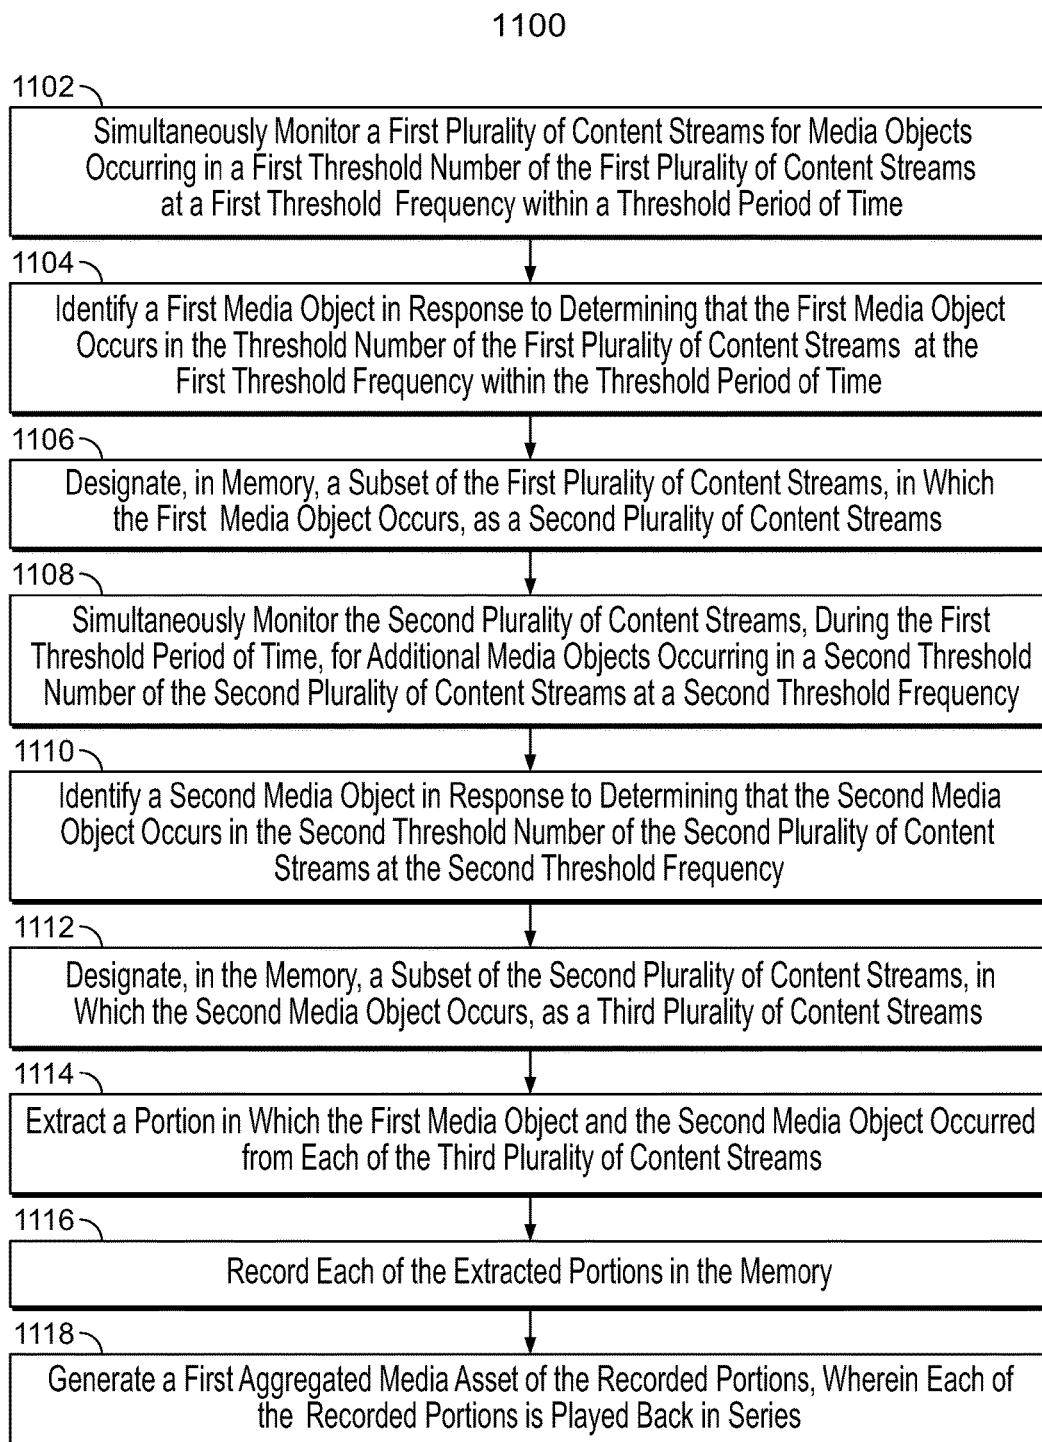 1100
1102
Simultaneously Monitor a First Plurality of Content Streams for Media Objects
Occurring in a First Threshold Number of the First Plurality of Content Streams
at a First Threshold Frequency within a Threshold Period of Time
1104
Identify a First Media Object in Response to Determining that the First Media Object
Occurs in the Threshold Number of the First Plurality of Content Streams at the
First Threshold Frequency within the Threshold Period of Time
1106
Designate, in Memory, a Subset of the First Plurality of Content Streams, in Which
the First Media Object Occurs, as a Second Plurality of Content Streams
1108
Simultaneously Monitor the Second Plurality of Content Streams, During the First
Threshold Period of Time, for Additional Media Objects Occurring in a Second Threshold
Number of the Second Plurality of Content Streams at a Second Threshold Frequency
1110
Identify a Second Media Object in Response to Determining that the Second Media
Object Occurs in the Second Threshold Number of the Second Plurality of Content
Streams at the Second Threshold Frequency
1112
Designate, in the Memory, a Subset of the Second Plurality of Content Streams, in
Which the Second Media Object Occurs, as a Third Plurality of Content Streams
1114
Extract a Portion in Which the First Media Object and the Second Media Object Occurred
from Each of the Third Plurality of Content Streams
1116
Record Each of the Extracted Portions in the Memory
1118
Generate a First Aggregated Media Asset of the Recorded Portions, Wherein Each of
the Recorded Portions is Played Back in Series